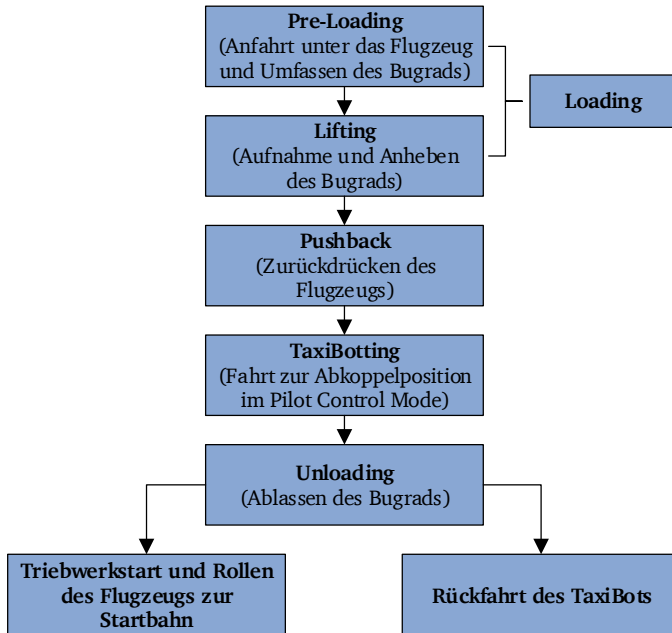 Pre-Loading
(Anfahrt unter das Flugzeug
und Umfassen des Bugrads)
Loading
Lifting
(Aufnahme und Anheben
des Bugrads)
Pushback
(Zurückdrücken des
Flugzeugs)
TaxiBotting
(Fahrt zur Abkoppelposition
im Pilot Control Mode)
Unloading
(Ablassen des Bugrads)
Triebwerkstart und Rollen
des Flugzeugs zur
Startbahn
Rückfahrt des TaxiBots